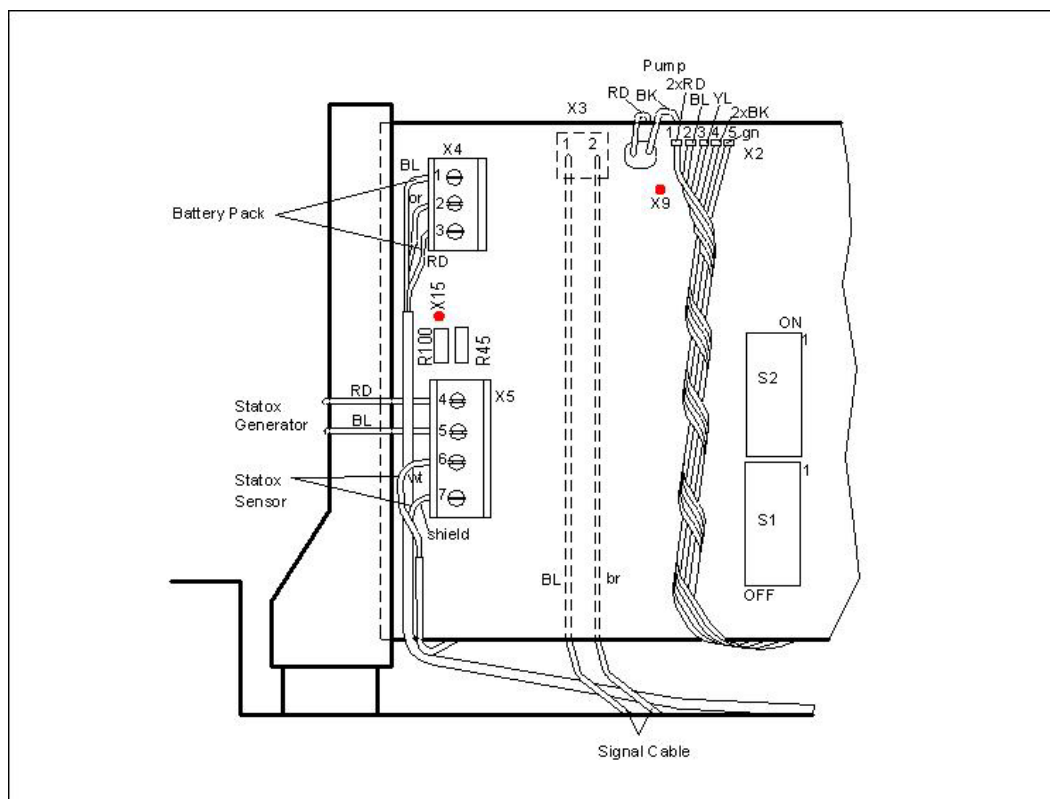 Pump
2xRD
RD BK
BL YL
2xBK
X3
1 2
1 2 3 4 5 gn
X2
X4
BL
1
or
2
3
RD
Battery Pack
X9
X15
R100
R45
ON
1
S2
RD
4
X5
Statox
Generator
BL
5
6
wt
Statox
Sensor
7
shield
1
S1
BL
br
OFF
Signal Cable